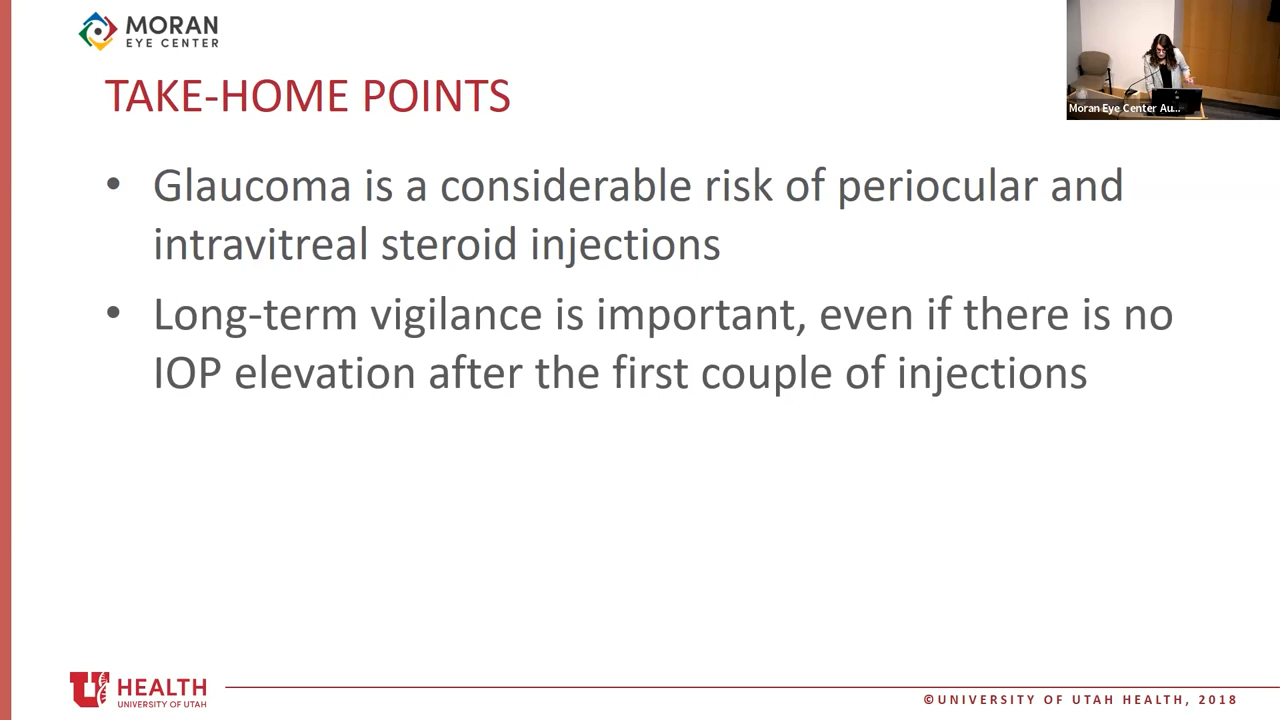 MORAN
EYE CENTER
TAKE-HOME POINTS
Moran Eye Center Au...
• Glaucoma is a considerable risk of periocular and
intravitreal steroid injections
• Long-term vigilance is important, even if there is no
IOP elevation after the first couple of injections
U HEALTH
UNIVERSITY OF UTAH
©UNIVERSITY OF UTAH HEALTH, 2018